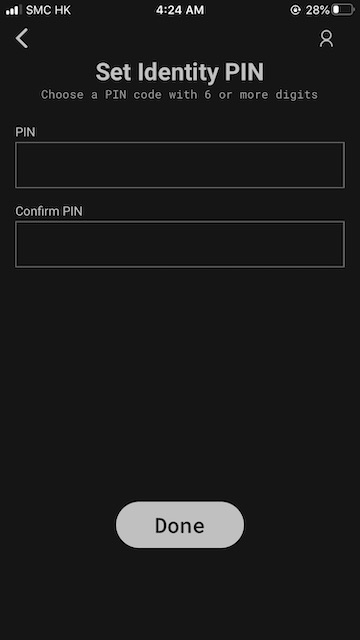 SMC HK 4:24 AM 28%
Set Identity PIN
Choose a PIN code with 6 or more digits
PIN
Confirm PIN
Done